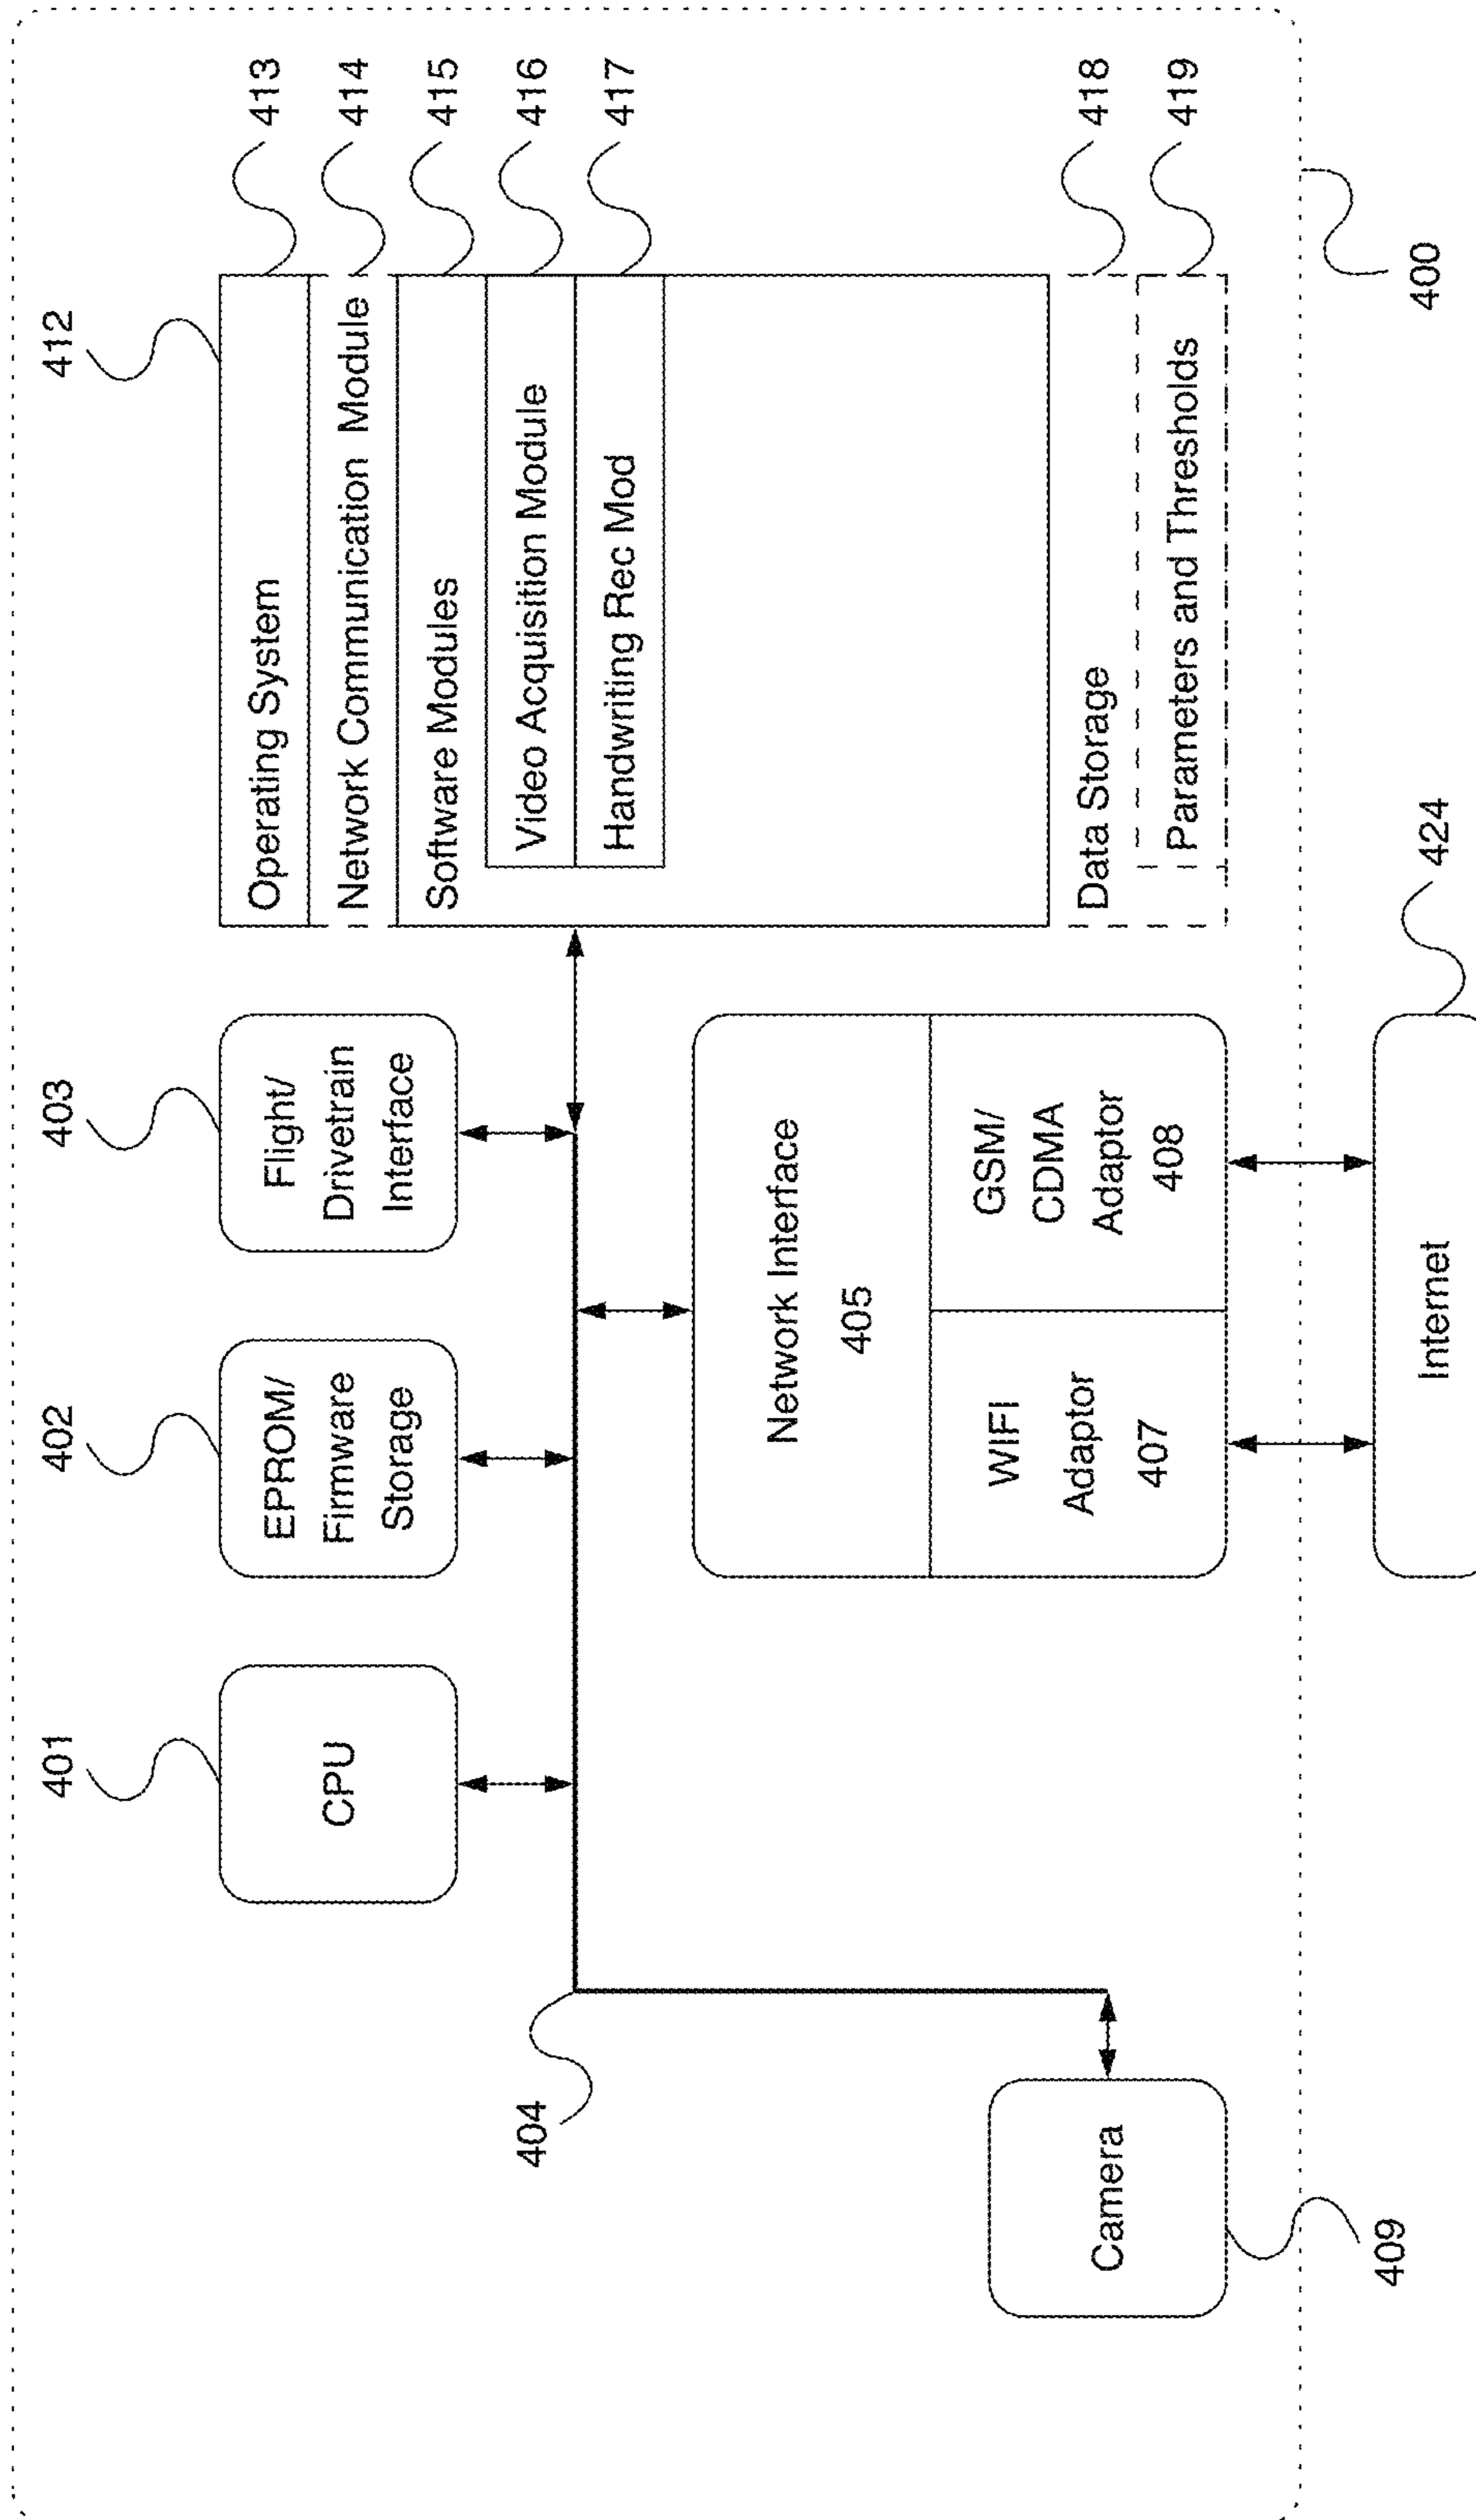 401
402
403
412
CPU
EPROM/
Firmware
Storage
Flight/
Drivetrain
Interface
Operating System
413
Network Communication Module
414
Software Modules
415
Video Acquisition Module
416
Handwriting Rec Mod
417
404
Network Interface
405
WIFI
Adaptor
407
GSM/
CDMA
Adaptor
408
Data Storage
418
Parameters and Thresholds
419
Camera
409
Internet
424
400